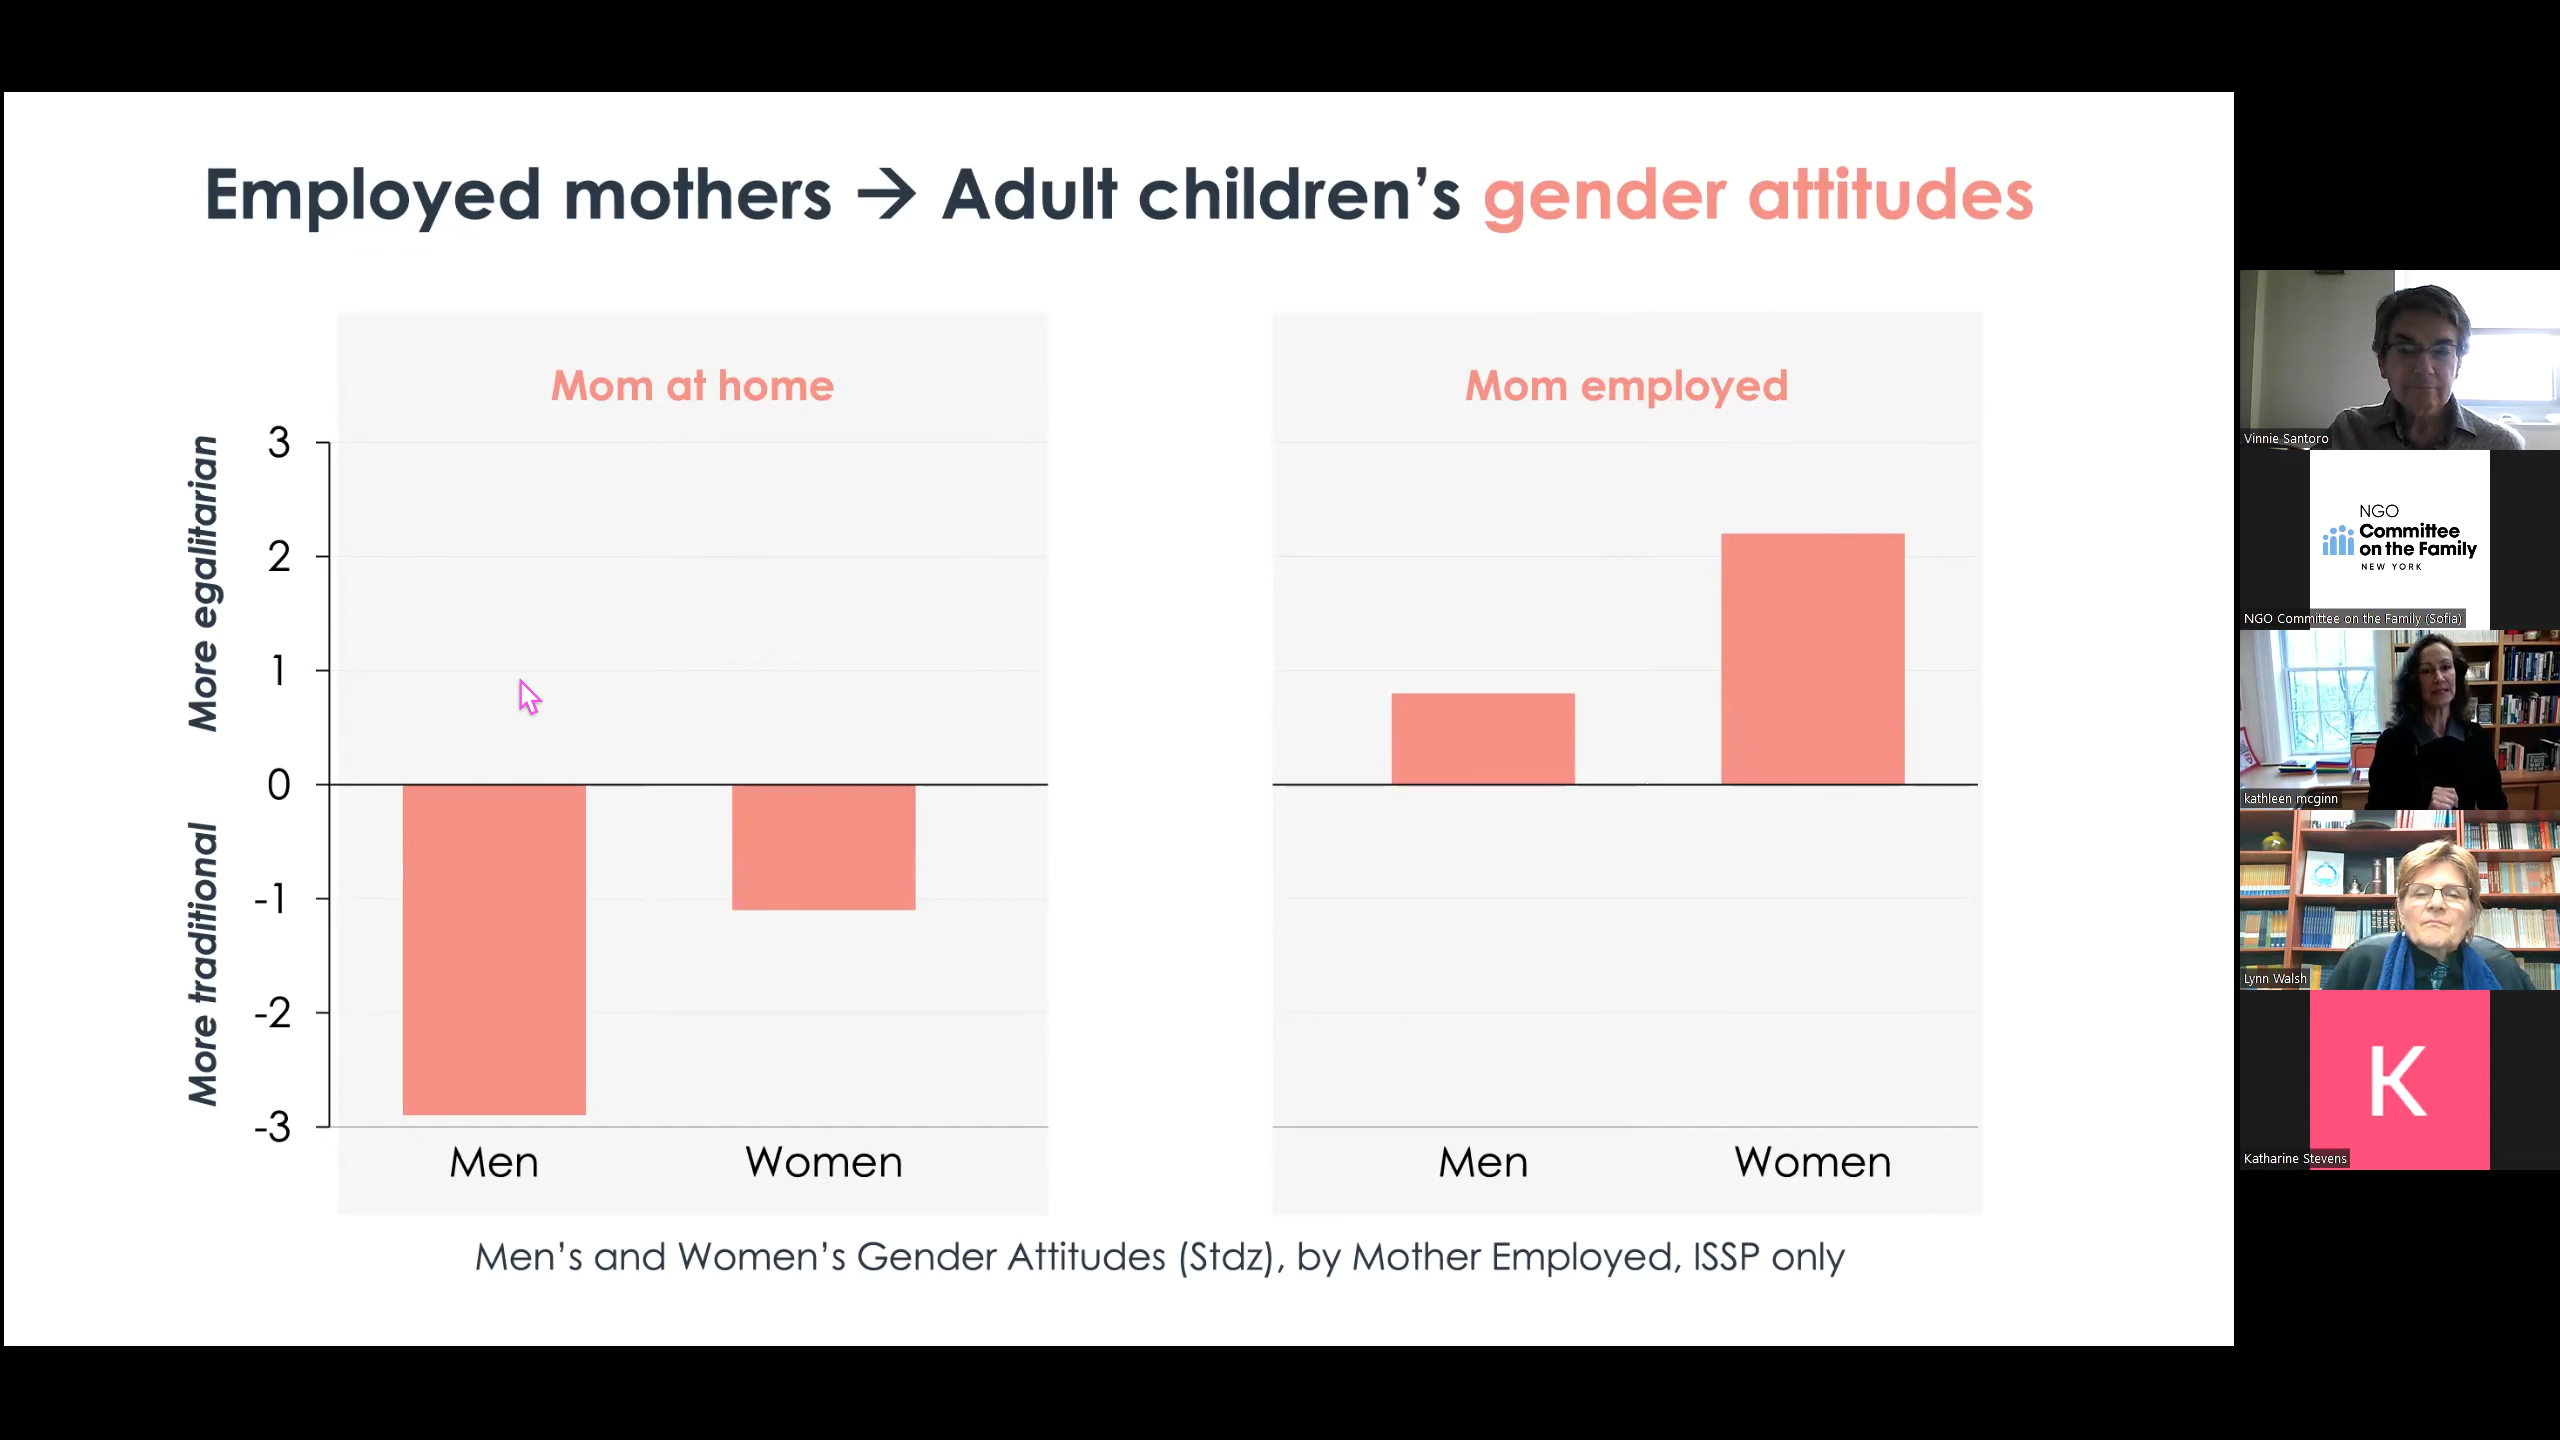 Employed mothers → Adult children's gender attitudes
Mom at home
Mom employed
More egalitarian
More traditional
3
2
1
0
-1
-2
-3
Men
Women
Men
Women
Men's and Women's Gender Attitudes (Stdz), by Mother Employed, ISSP only
Vinnie Santoro
NGO
Committee
on the Family
NEW YORK
NGO Committee on the Family (Sofia)
kathleen mcginn
Lynn Walsh
K
Katharine Stevens